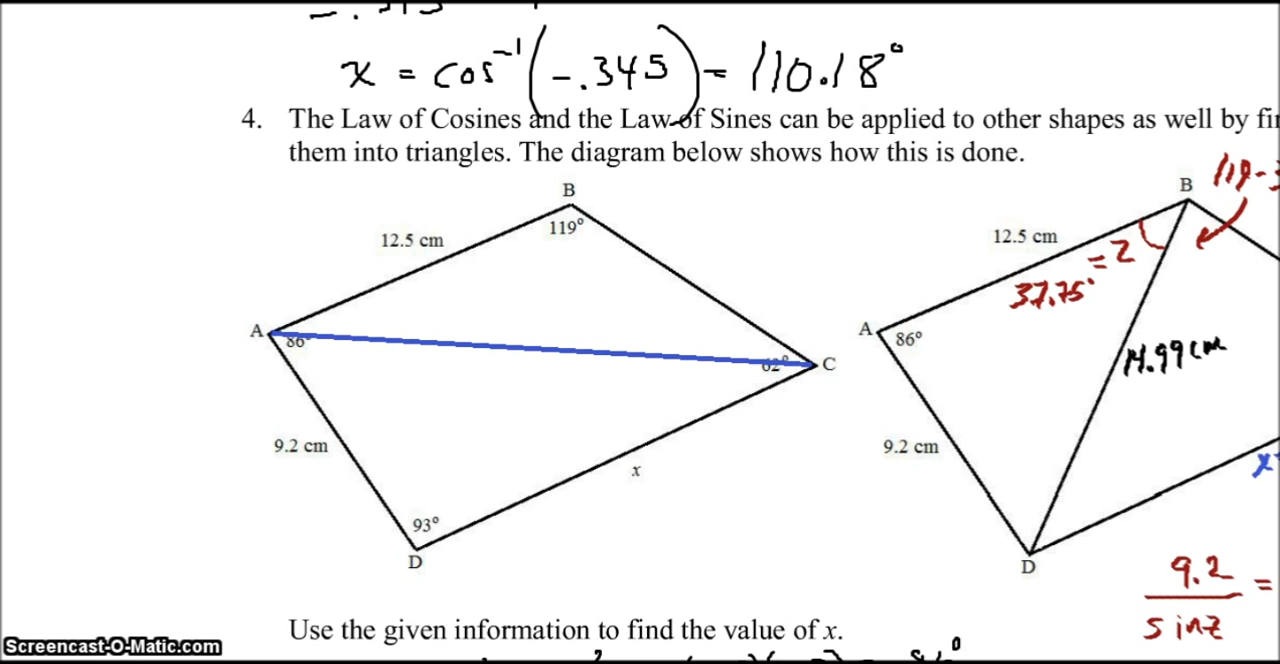 x = cos⁻¹(-.345) = 110.18°
4. The Law of Cosines and the Law of Sines can be applied to other shapes as well by
them into triangles. The diagram below shows how this is done.
B
119°
12.5 cm
A
86°
62°
C
9.2 cm
x
93°
D
B
119-
12.5 cm
= z
37.75°
A
86°
14.99 cm
9.2 cm
x
D
9.2
sin z
=
Use the given information to find the value of x.
Screencast-O-Matic.com